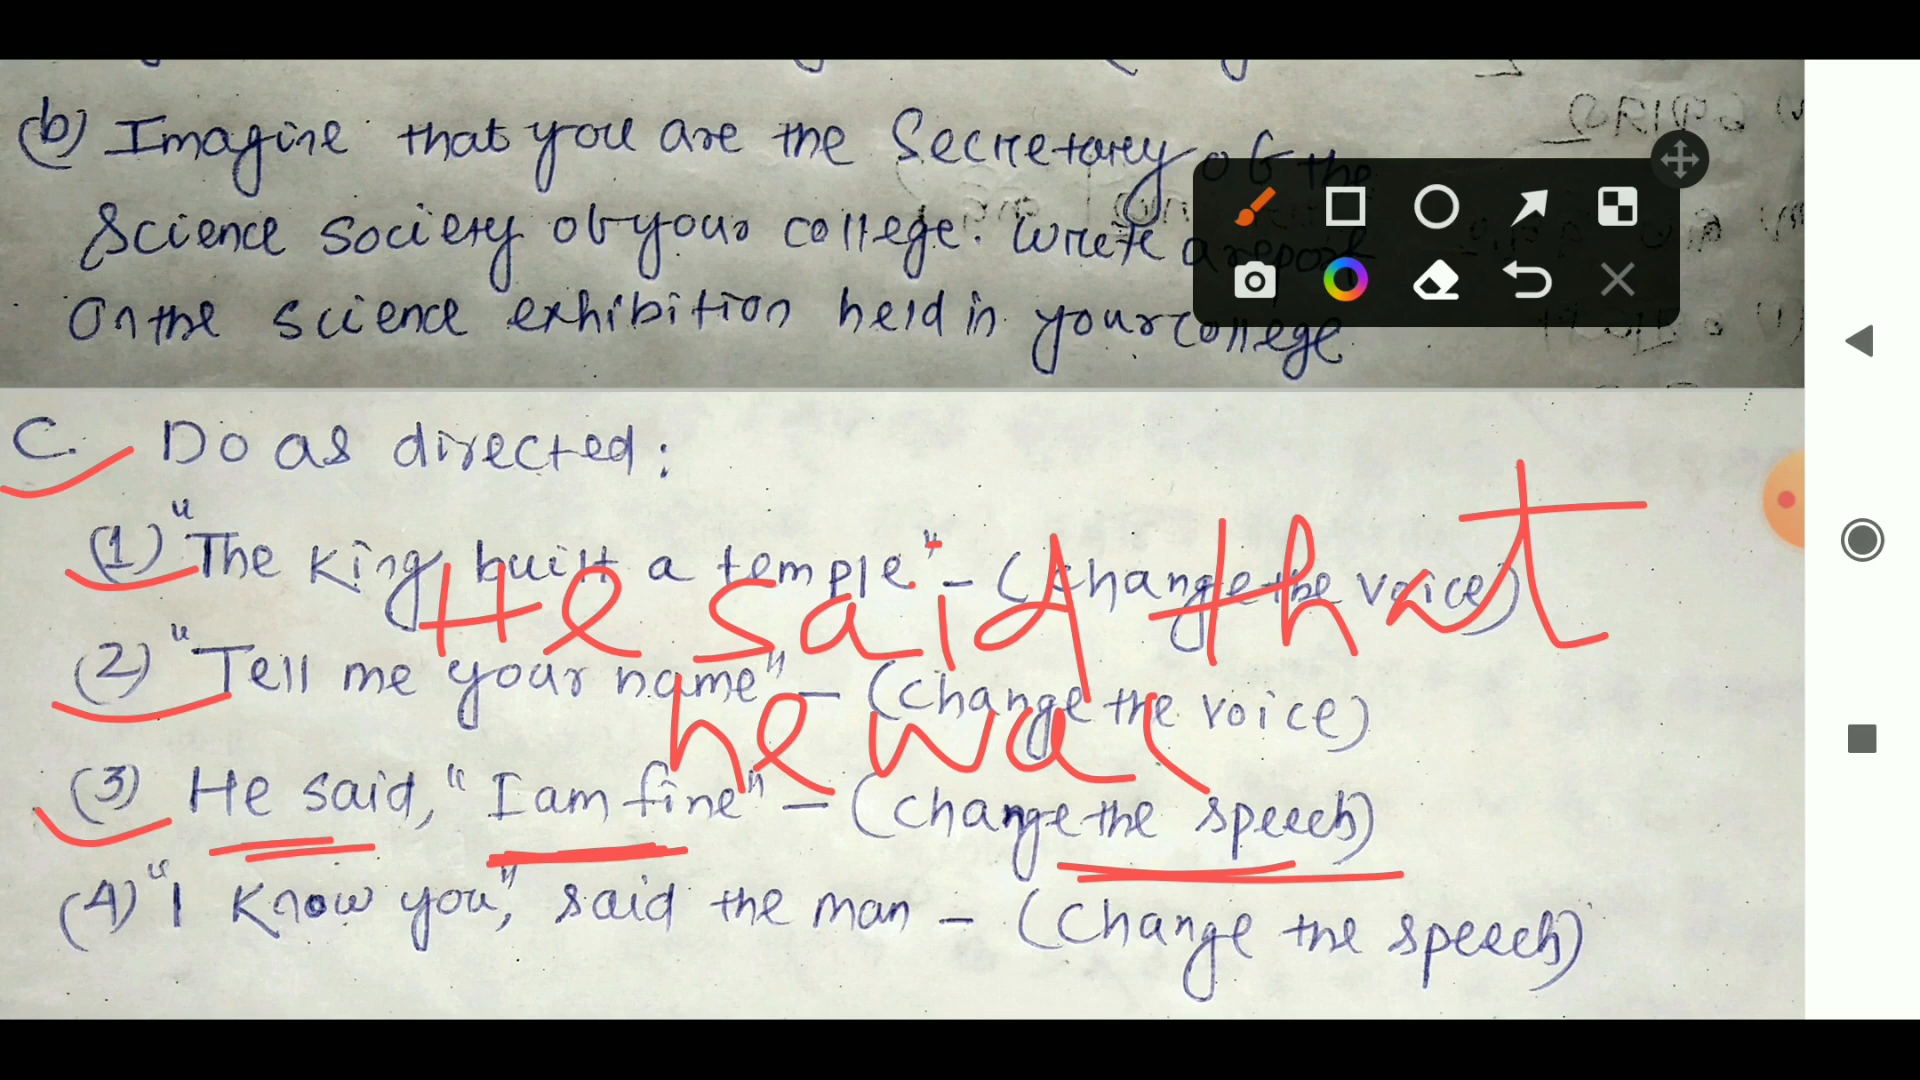 (b) Imagine that you are the Secretary of the
Science Society of your college. Write a report
On the science exhibition held in your college
C. Do as directed:
(1) "The King built a temple" - (Change the voice)
He said that
(2) "Tell me your name" - (Change the voice)
he was
(3) He said, "I am fine" - (Change the speech)
(4) "I know you", said the man - (Change the speech)